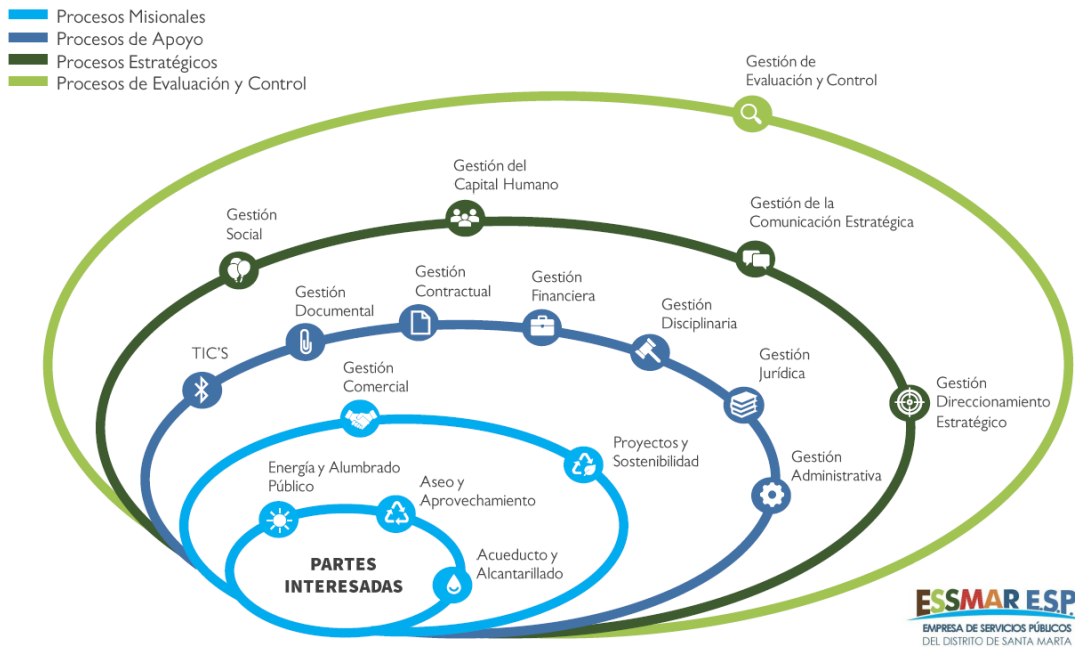 Procesos Misionales
Procesos de Apoyo
Procesos Estratégicos
Procesos de Evaluación y Control
Gestión de
Evaluación y Control
Gestión del
Capital Humano
Gestión de la
Comunicación Estratégica
Gestión
Social
Gestión
Contractual
Gestión
Financiera
Gestión
Documental
Gestión
Disciplinaria
TIC'S
Gestión
Jurídica
Gestión
Comercial
Gestión
Direccionamiento
Estratégico
Proyectos y
Sostenibilidad
Gestión
Administrativa
Energía y Alumbrado
Público
Aseo y
Aprovechamiento
Acueducto y
Alcantarillado
PARTES
INTERESADAS
ESSMAR E.S.P
EMPRESA DE SERVICIOS PÚBLICOS
DEL DISTRITO DE SANTA MARTA